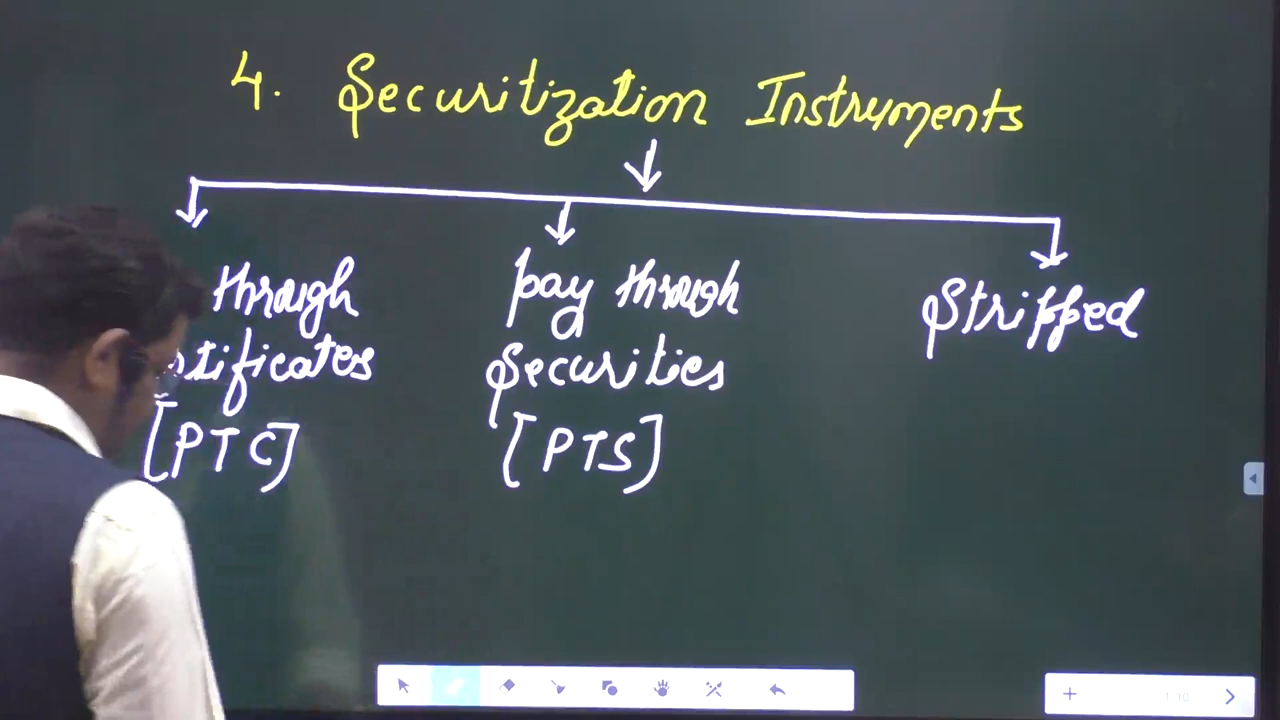 4. Securitization Instruments
through
tificates
[PTC]
pay through
Securities
[PTS]
Stripped